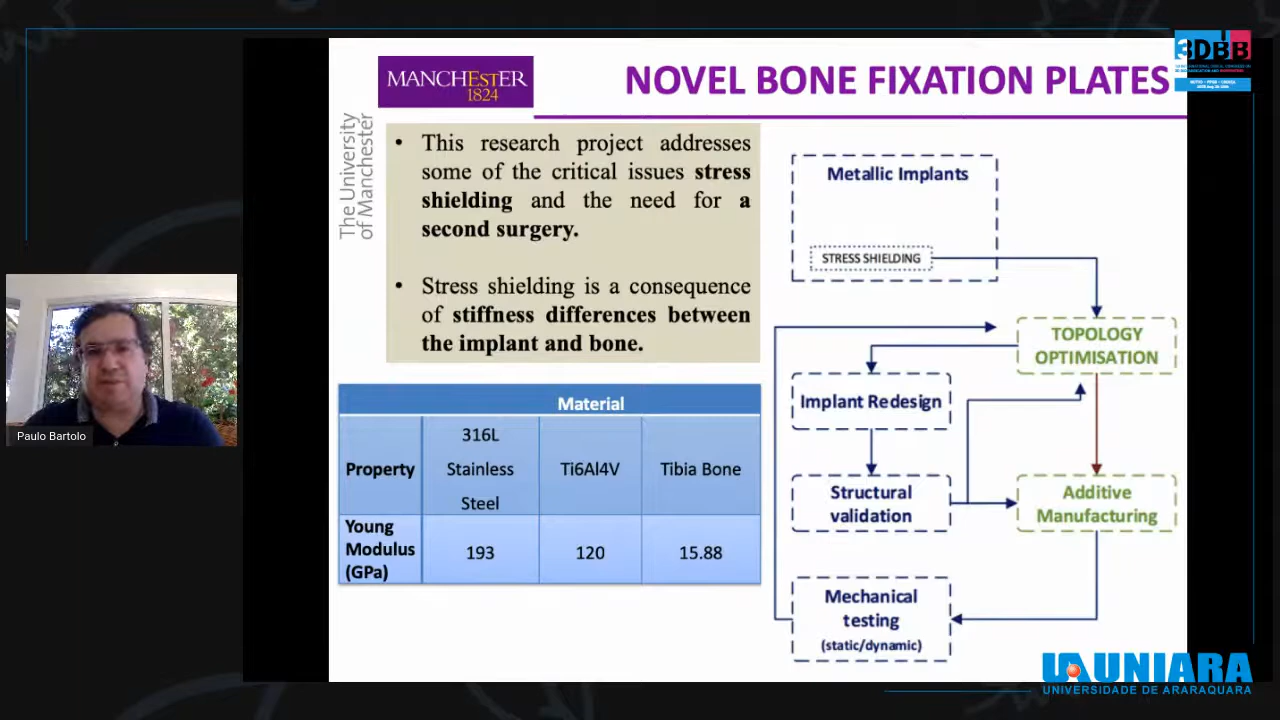 MANCHESTER
1824
The University
of Manchester
NOVEL BONE FIXATION PLATES
3DBB
• This research project addresses
some of the critical issues stress
shielding and the need for a
second surgery.
• Stress shielding is a consequence
of stiffness differences between
the implant and bone.
Material
Property
316L
Stainless
Steel
Ti6Al4V
Tibia Bone
Young
Modulus
(GPa)
193
120
15.88
Metallic Implants
STRESS SHIELDING
TOPOLOGY
OPTIMISATION
Implant Redesign
Structural
validation
Additive
Manufacturing
Mechanical
testing
(static/dynamic)
Paulo Bartolo
UNIARA
UNIVERSIDADE DE ARARAQUARA